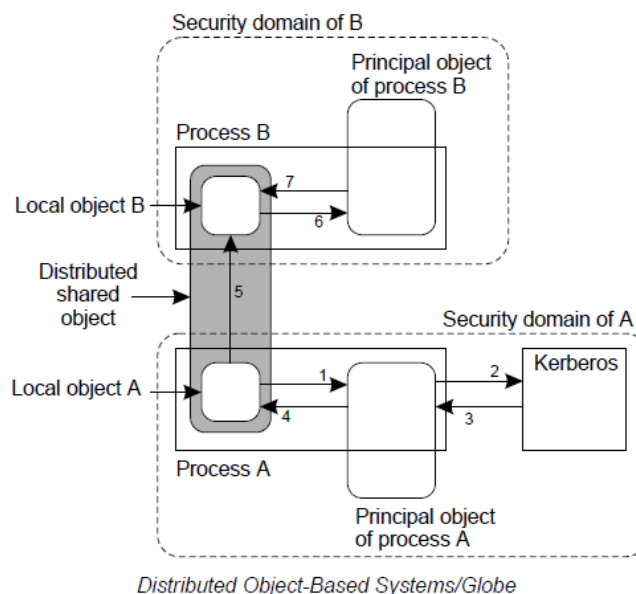 Security domain of B
Principal object
of process B
Process B
7
Local object B
6
Distributed
shared
object
5
Security domain of A
Kerberos
1
2
Local object A
4
3
Process A
Principal object
of process A
Distributed Object-Based Systems/Globe